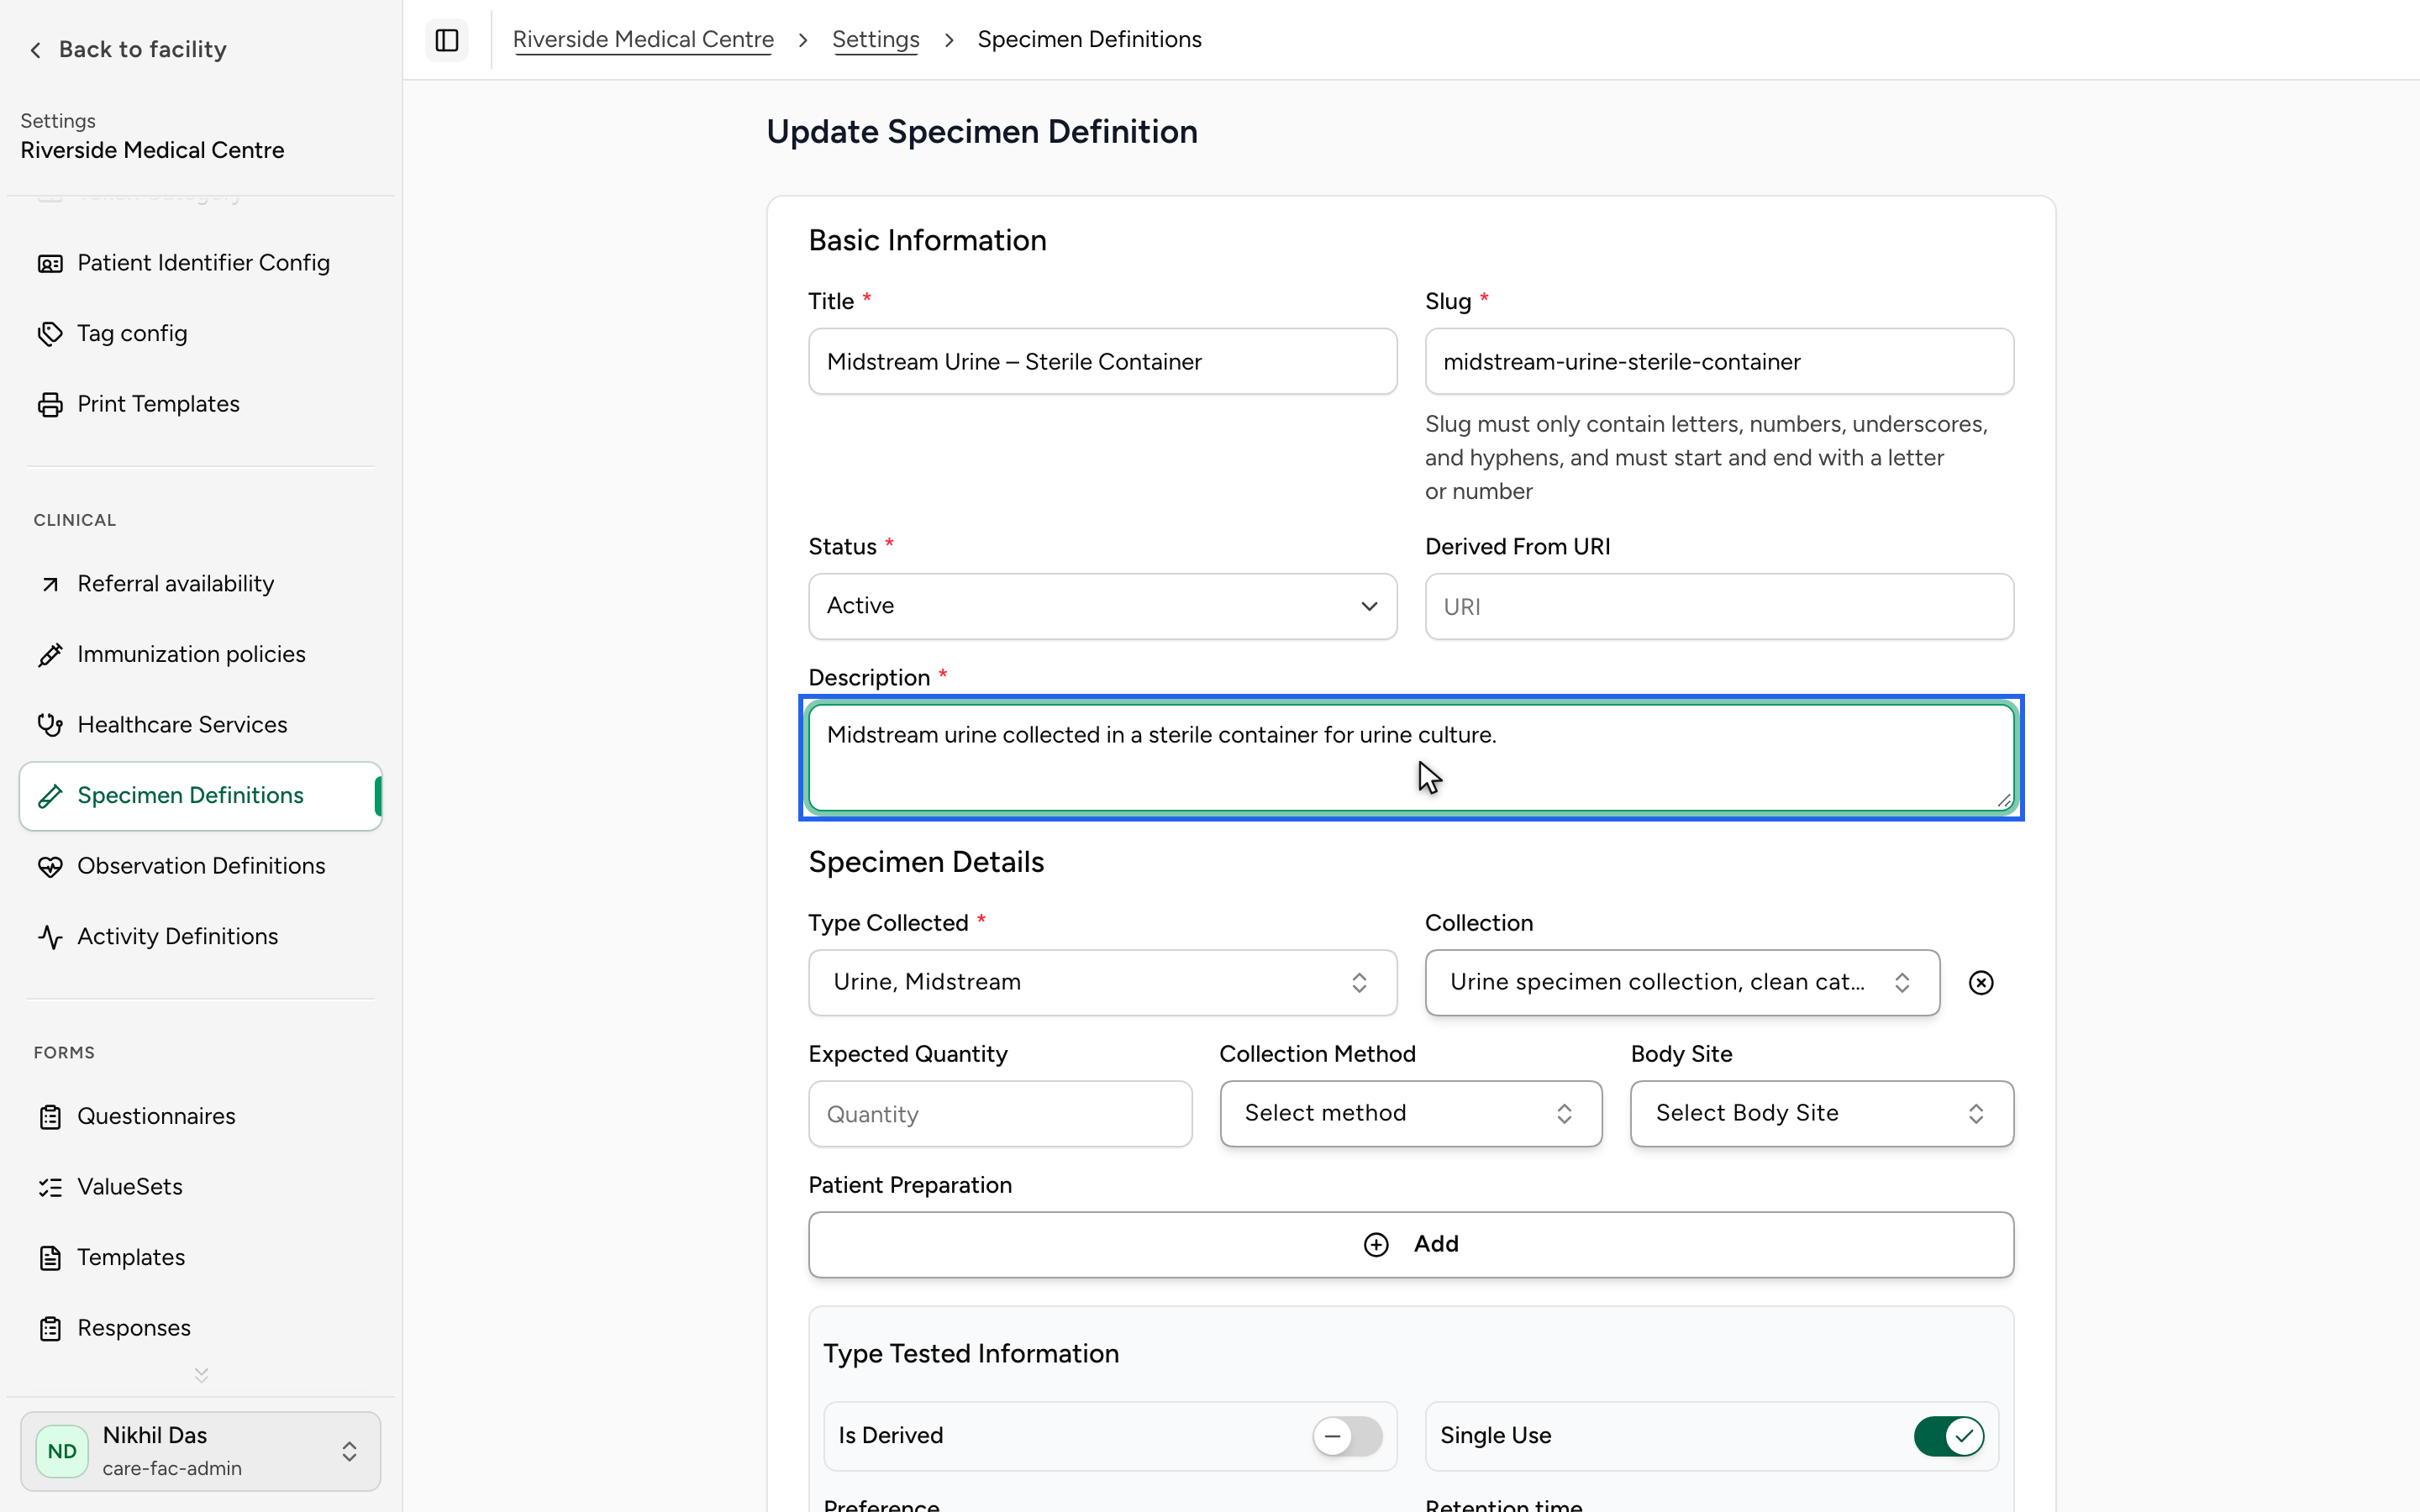 Back to facility
Settings
Riverside Medical Centre
Patient Identifier Config
Tag config
Print Templates
CLINICAL
Referral availability
Immunization policies
Healthcare Services
Specimen Definitions
Observation Definitions
Activity Definitions
FORMS
Questionnaires
ValueSets
Templates
Responses
ND
Nikhil Das
care-fac-admin
Riverside Medical Centre > Settings > Specimen Definitions
Update Specimen Definition
Basic Information
Title *
Midstream Urine – Sterile Container
Slug *
midstream-urine-sterile-container
Slug must only contain letters, numbers, underscores,
and hyphens, and must start and end with a letter
or number
Status *
Active
Derived From URI
URI
Description *
Midstream urine collected in a sterile container for urine culture.
Specimen Details
Type Collected *
Urine, Midstream
Collection
Urine specimen collection, clean cat...
Expected Quantity
Quantity
Collection Method
Select method
Body Site
Select Body Site
Patient Preparation
Add
Type Tested Information
Is Derived
Single Use
Preference
Retention time